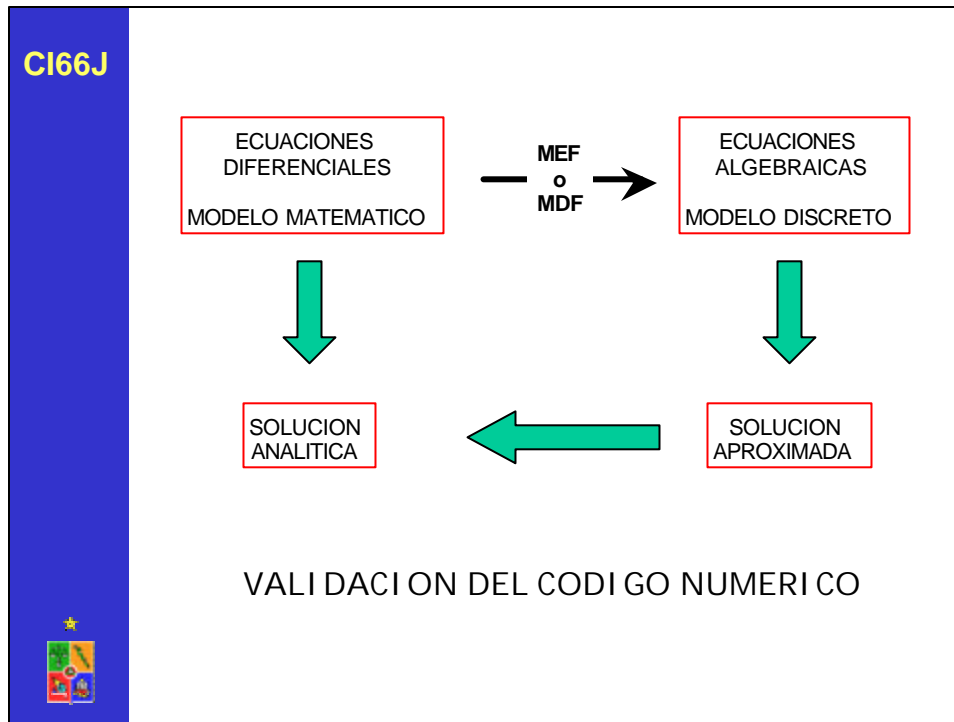 CI66J
ECUACIONES
DIFERENCIALES
MODELO MATEMATICO
MEF
o
MDF
ECUACIONES
ALGEBRAICAS
MODELO DISCRETO
SOLUCION
ANALITICA
SOLUCION
APROXIMADA
VALIDACION DEL CODIGO NUMERICO